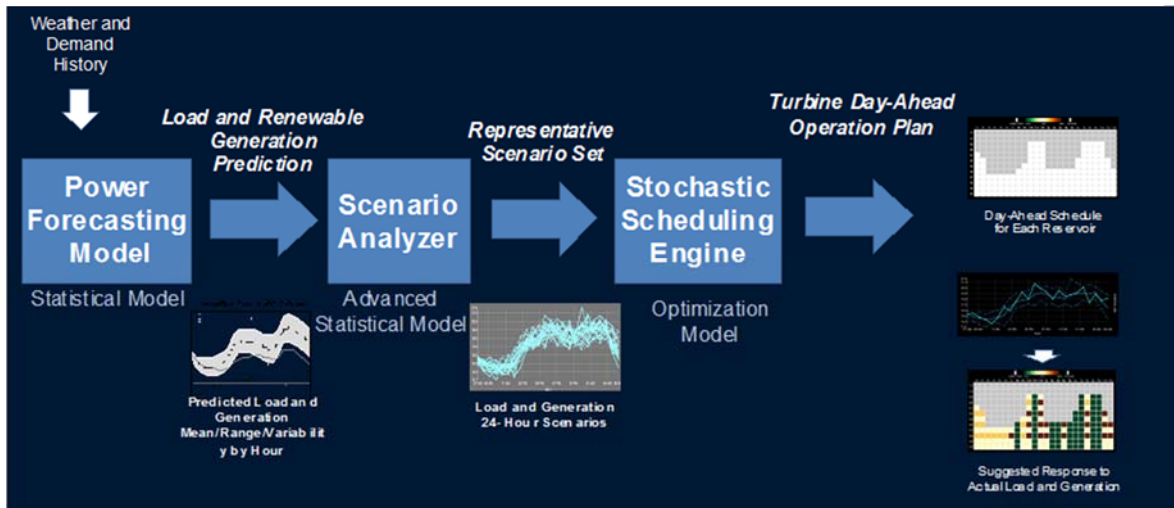 Weather and
Demand
History
Load and Renewable
Generation
Prediction
Representative
Scenario Set
Turbine Day-Ahead
Operation Plan
Power
Forecasting
Model
Scenario
Analyzer
Stochastic
Scheduling
Engine
Statistical Model
Advanced
Statistical Model
Optimization
Model
Predicted Load and
Generation
Mean/Range/Variabilit
y by Hour
Load and Generation
24- Hour Scenarios
Day-Ahead Schedule
for Each Reservoir
Suggested Response to
Actual Load and Generation